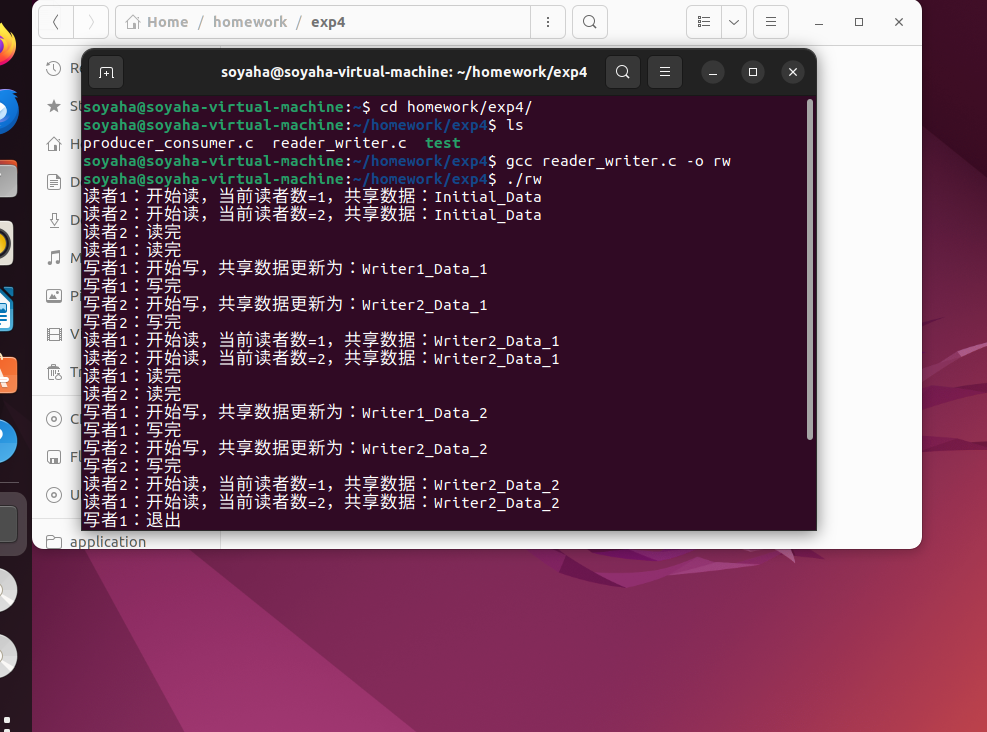 Home / homework / exp4
soyaha@soyaha-virtual-machine: ~/homework/exp4
soyaha@soyaha-virtual-machine:~$ cd homework/exp4/
soyaha@soyaha-virtual-machine:~/homework/exp4$ ls
producer_consumer.c  reader_writer.c  test
soyaha@soyaha-virtual-machine:~/homework/exp4$ gcc reader_writer.c -o rw
soyaha@soyaha-virtual-machine:~/homework/exp4$ ./rw
读者1：开始读，当前读者数=1，共享数据：Initial_Data
读者2：开始读，当前读者数=2，共享数据：Initial_Data
读者2：读完
读者1：读完
写者1：开始写，共享数据更新为：Writer1_Data_1
写者1：写完
写者2：开始写，共享数据更新为：Writer2_Data_1
写者2：写完
读者1：开始读，当前读者数=1，共享数据：Writer2_Data_1
读者2：开始读，当前读者数=2，共享数据：Writer2_Data_1
读者1：读完
读者2：读完
写者1：开始写，共享数据更新为：Writer1_Data_2
写者1：写完
写者2：开始写，共享数据更新为：Writer2_Data_2
写者2：写完
读者2：开始读，当前读者数=1，共享数据：Writer2_Data_2
读者1：开始读，当前读者数=2，共享数据：Writer2_Data_2
写者1：退出
application